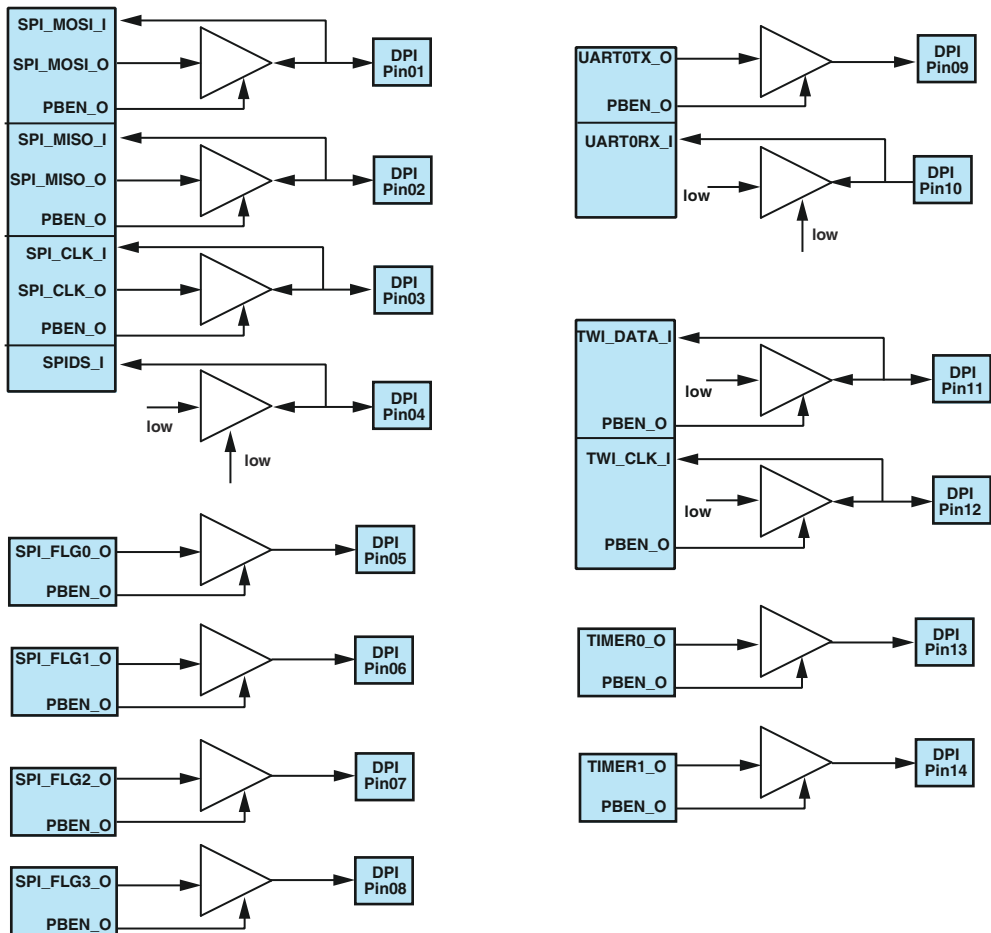 SPI_MOSI_I
SPI_MOSI_O
PBEN_O
DPI
Pin01
SPI_MISO_I
SPI_MISO_O
PBEN_O
DPI
Pin02
SPI_CLK_I
SPI_CLK_O
PBEN_O
DPI
Pin03
SPIDS_I
low
low
DPI
Pin04
SPI_FLG0_O
PBEN_O
DPI
Pin05
SPI_FLG1_O
PBEN_O
DPI
Pin06
SPI_FLG2_O
PBEN_O
DPI
Pin07
SPI_FLG3_O
PBEN_O
DPI
Pin08
UART0TX_O
PBEN_O
DPI
Pin09
UART0RX_I
low
low
DPI
Pin10
TWI_DATA_I
low
PBEN_O
DPI
Pin11
TWI_CLK_I
low
PBEN_O
DPI
Pin12
TIMER0_O
PBEN_O
DPI
Pin13
TIMER1_O
PBEN_O
DPI
Pin14